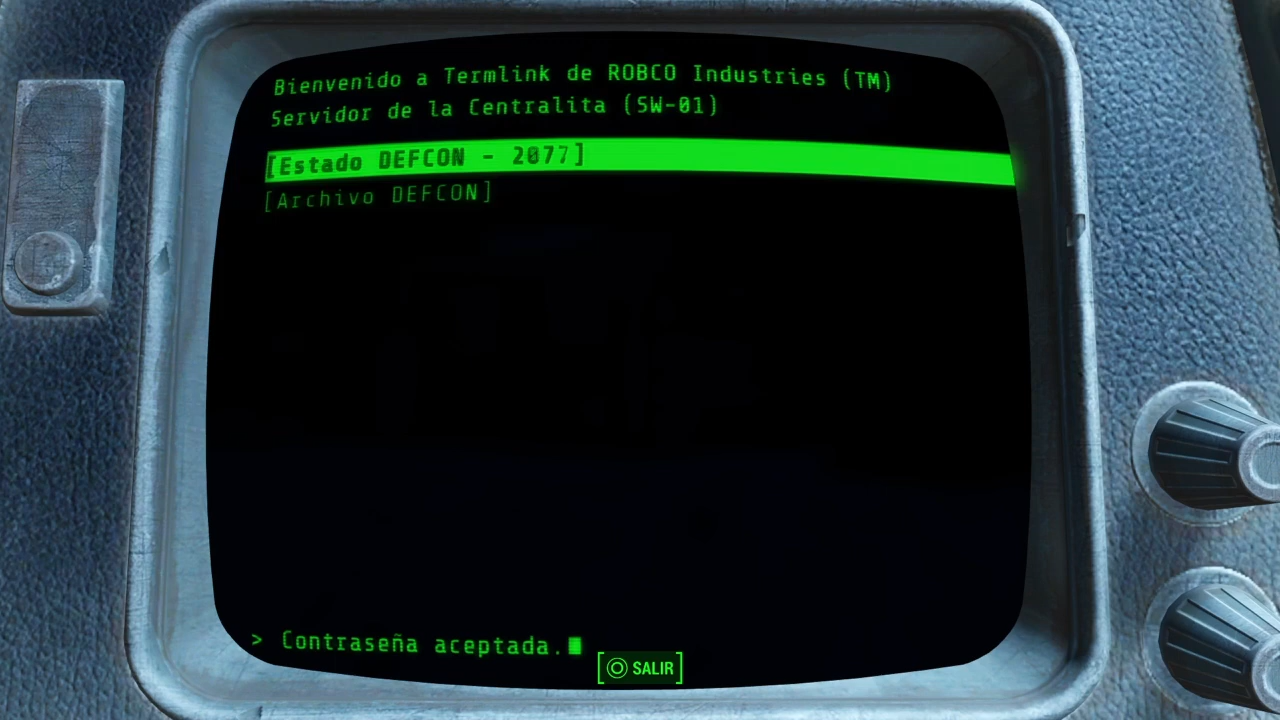 Bienvenido a Termlink de ROBCO Industries (TM)
Servidor de la Centralita (SW-01)
[Estado DEFCON - 2077]
[Archivo DEFCON]
> Contraseña aceptada.
SALIR